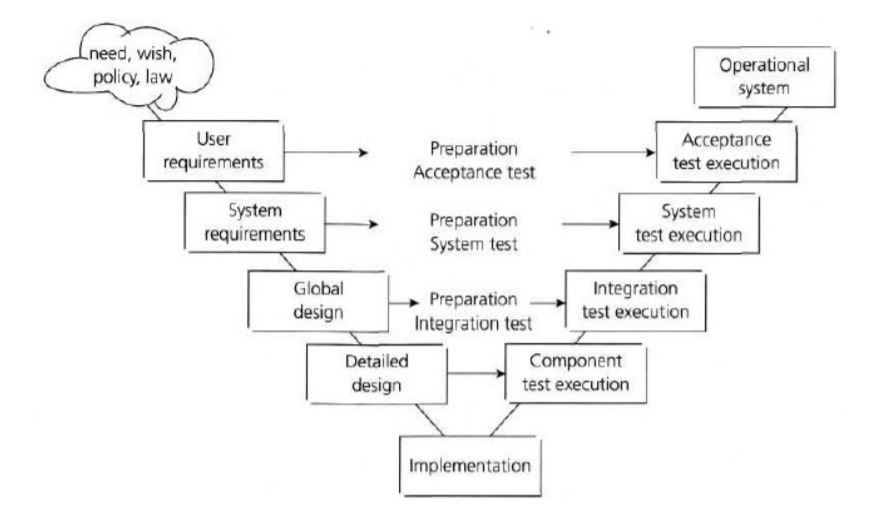 need, wish,
policy, law
Operational
system
User
requirements
Preparation
Acceptance test
Acceptance
test execution
System
requirements
Preparation
System test
System
test execution
Global
design
Preparation
Integration test
Integration
test execution
Detailed
design
Component
test execution
Implementation